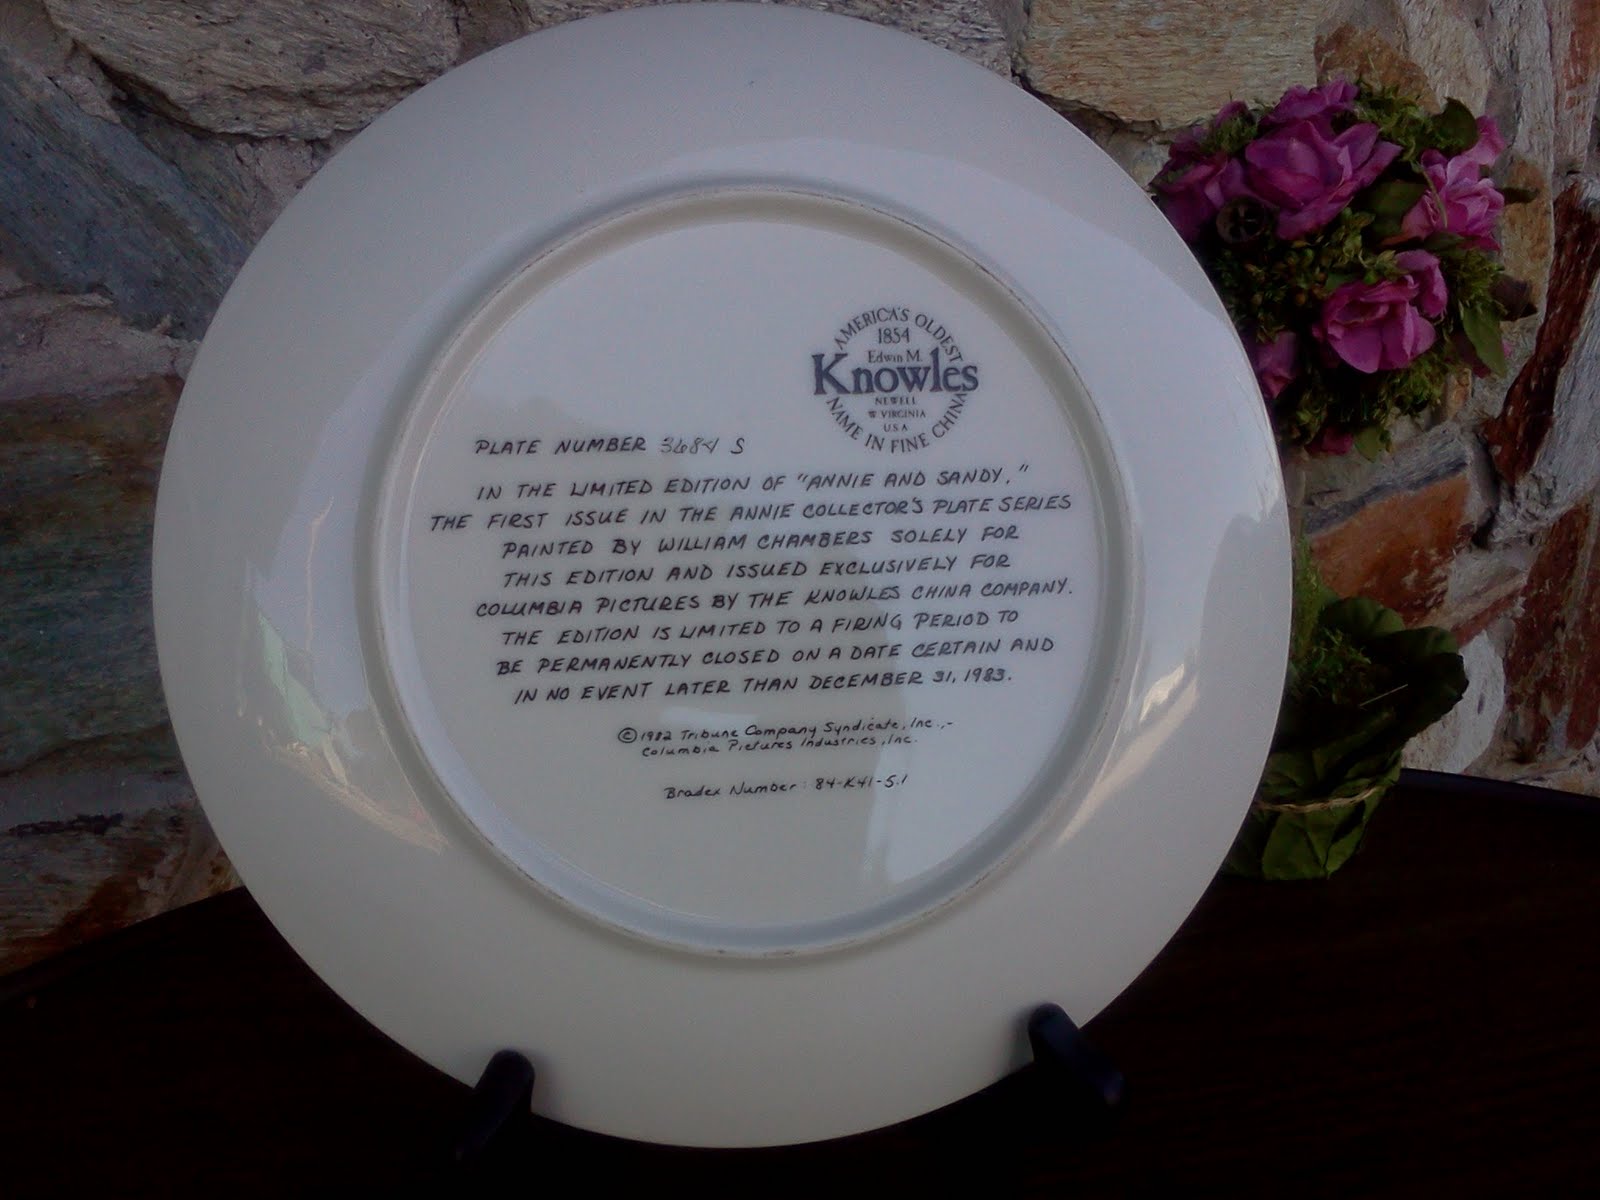 AMERICA'S OLDEST
1854
Edwin M.
Knowles
NEWELL
W VIRGINIA
U.S.A
NAME IN FINE CHINA
PLATE NUMBER 3684 S
IN THE LIMITED EDITION OF "ANNIE AND SANDY,"
THE FIRST ISSUE IN THE ANNIE COLLECTOR'S PLATE SERIES
PAINTED BY WILLIAM CHAMBERS SOLELY FOR
THIS EDITION AND ISSUED EXCLUSIVELY FOR
COLUMBIA PICTURES BY THE KNOWLES CHINA COMPANY.
THE EDITION IS LIMITED TO A FIRING PERIOD TO
BE PERMANENTLY CLOSED ON A DATE CERTAIN AND
IN NO EVENT LATER THAN DECEMBER 31, 1983.
©1982 Tribune Company Syndicate, Inc.,-
Columbia Pictures Industries, Inc.
Bradex Number: 84-K41-5.1